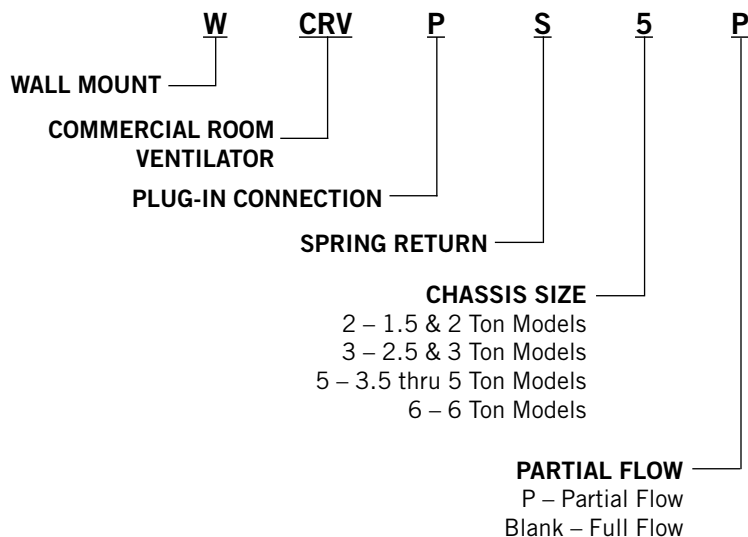 W CRV P S 5 P
WALL MOUNT
COMMERCIAL ROOM
VENTILATOR
PLUG-IN CONNECTION
SPRING RETURN
CHASSIS SIZE
2 – 1.5 & 2 Ton Models
3 – 2.5 & 3 Ton Models
5 – 3.5 thru 5 Ton Models
6 – 6 Ton Models
PARTIAL FLOW
P – Partial Flow
Blank – Full Flow